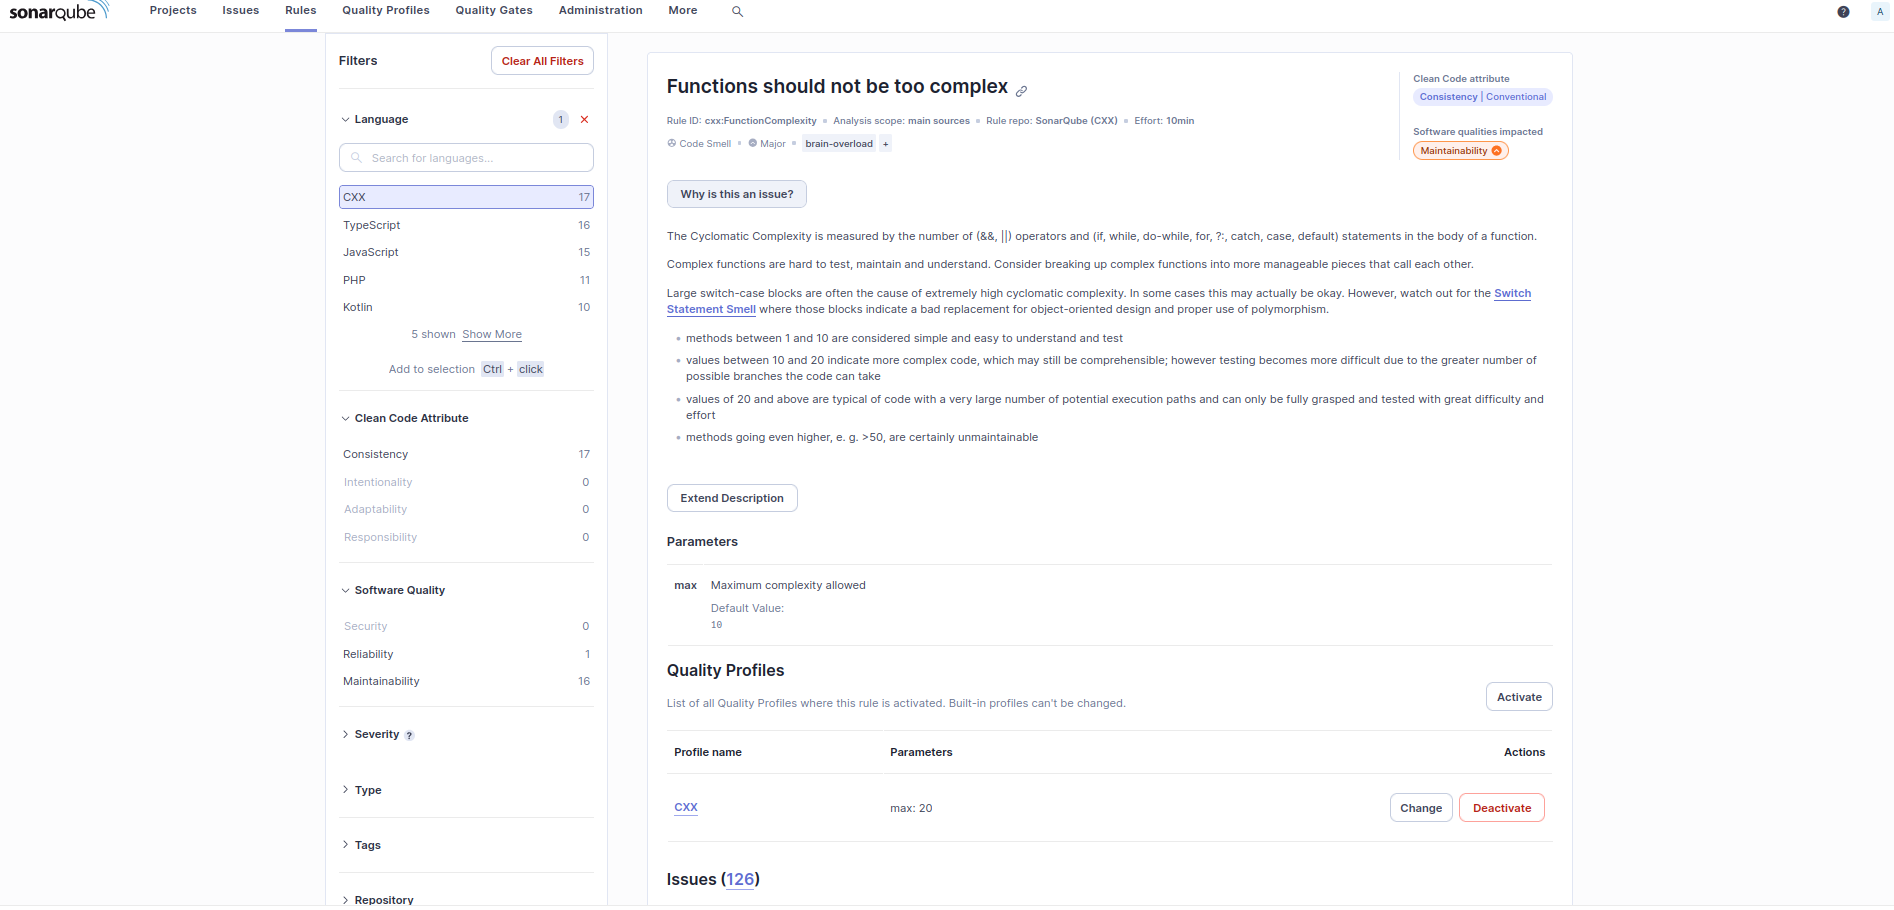 sonarqube Projects Issues Rules Quality Profiles Quality Gates Administration More ? A
Filters Clear All Filters
Language 1
Search for languages...
CXX 17
TypeScript 16
JavaScript 15
PHP 11
Kotlin 10
5 shown Show More
Add to selection Ctrl + click
Clean Code Attribute
Consistency 17
Intentionality 0
Adaptability 0
Responsibility 0
Software Quality
Security 0
Reliability 1
Maintainability 16
Severity ?
Type
Tags
Repository
Functions should not be too complex
Rule ID: cxx:FunctionComplexity Analysis scope: main sources Rule repo: SonarQube (CXX) Effort: 10min
Code Smell Major brain-overload +
Clean Code attribute
Consistency | Conventional
Software qualities impacted
Maintainability
Why is this an issue?
The Cyclomatic Complexity is measured by the number of (&&, ||) operators and (if, while, do-while, for, ?:, catch, case, default) statements in the body of a function.
Complex functions are hard to test, maintain and understand. Consider breaking up complex functions into more manageable pieces that call each other.
Large switch-case blocks are often the cause of extremely high cyclomatic complexity. In some cases this may actually be okay. However, watch out for the Switch
Statement Smell where those blocks indicate a bad replacement for object-oriented design and proper use of polymorphism.
• methods between 1 and 10 are considered simple and easy to understand and test
• values between 10 and 20 indicate more complex code, which may still be comprehensible; however testing becomes more difficult due to the greater number of
possible branches the code can take
• values of 20 and above are typical of code with a very large number of potential execution paths and can only be fully grasped and tested with great difficulty and
effort
• methods going even higher, e. g. >50, are certainly unmaintainable
Extend Description
Parameters
max Maximum complexity allowed
Default Value:
10
Quality Profiles
List of all Quality Profiles where this rule is activated. Built-in profiles can't be changed.
Activate
Profile name Parameters Actions
CXX max: 20 Change Deactivate
Issues (126)